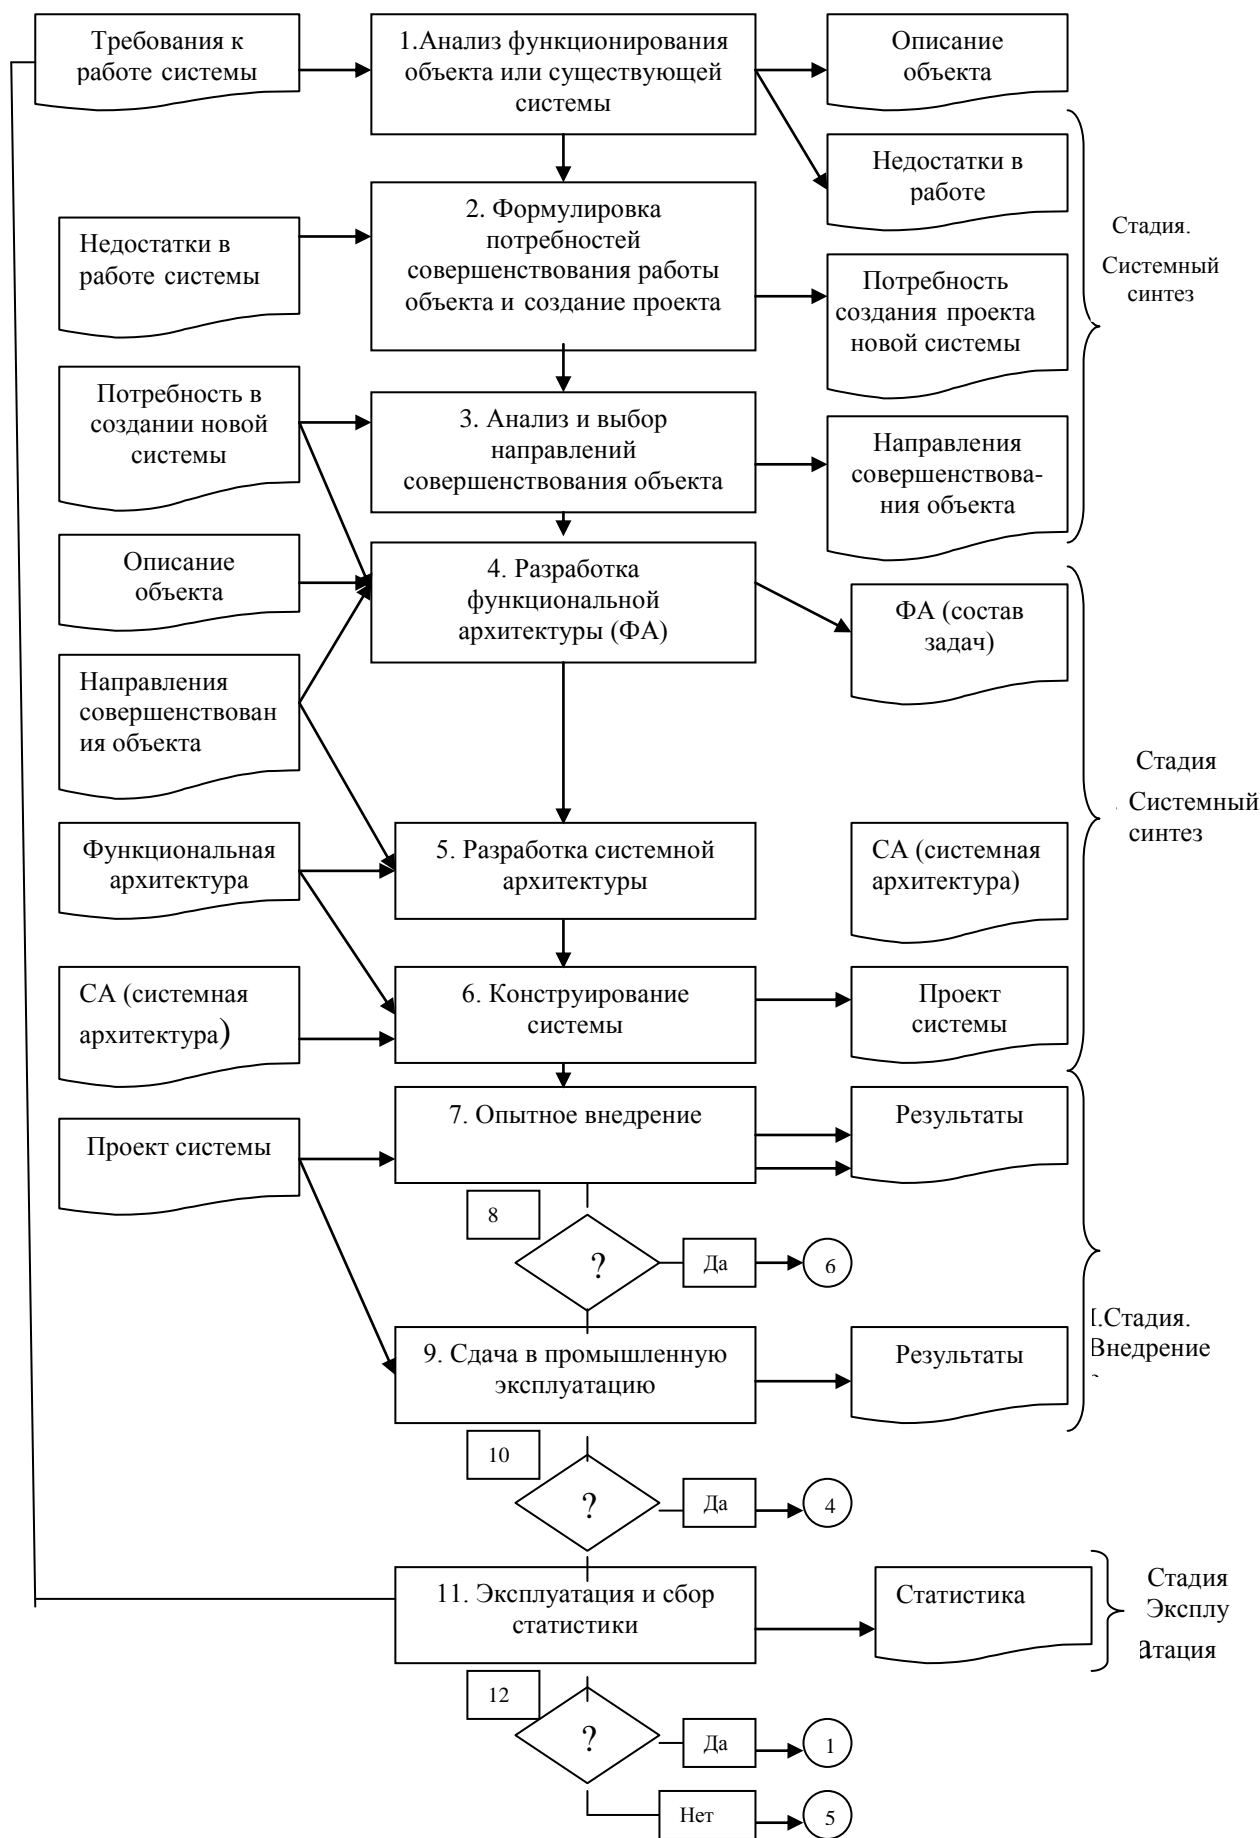 Требования к
работе системы
1.Анализ функционирования
объекта или существующей
системы
Описание
объекта
Недостатки в
работе
Стадия.
Системный
синтез
2. Формулировка
потребностей
совершенствования работы
объекта и создание проекта
Недостатки в
работе системы
Потребность
создания проекта
новой системы
Потребность в
создании новой
системы
3. Анализ и выбор
направлений
совершенствования объекта
Направления
совершенствова-
ния объекта
Описание
объекта
4. Разработка
функциональной
архитектуры (ФА)
ФА (состав
задач)
Направления
совершенствован
ия объекта
Стадия
Системный
синтез
Функциональная
архитектура
5. Разработка системной
архитектуры
СА (системная
архитектура)
СА (системная
архитектура)
6. Конструирование
системы
Проект
системы
Проект системы
7. Опытное внедрение
Результаты
8
?
Да
6
.Стадия.
Внедрение
9. Сдача в промышленную
эксплуатацию
Результаты
10
?
Да
4
11. Эксплуатация и сбор
статистики
Статистика
Стадия
Эксплу
атация
12
?
Да
1
Нет
5